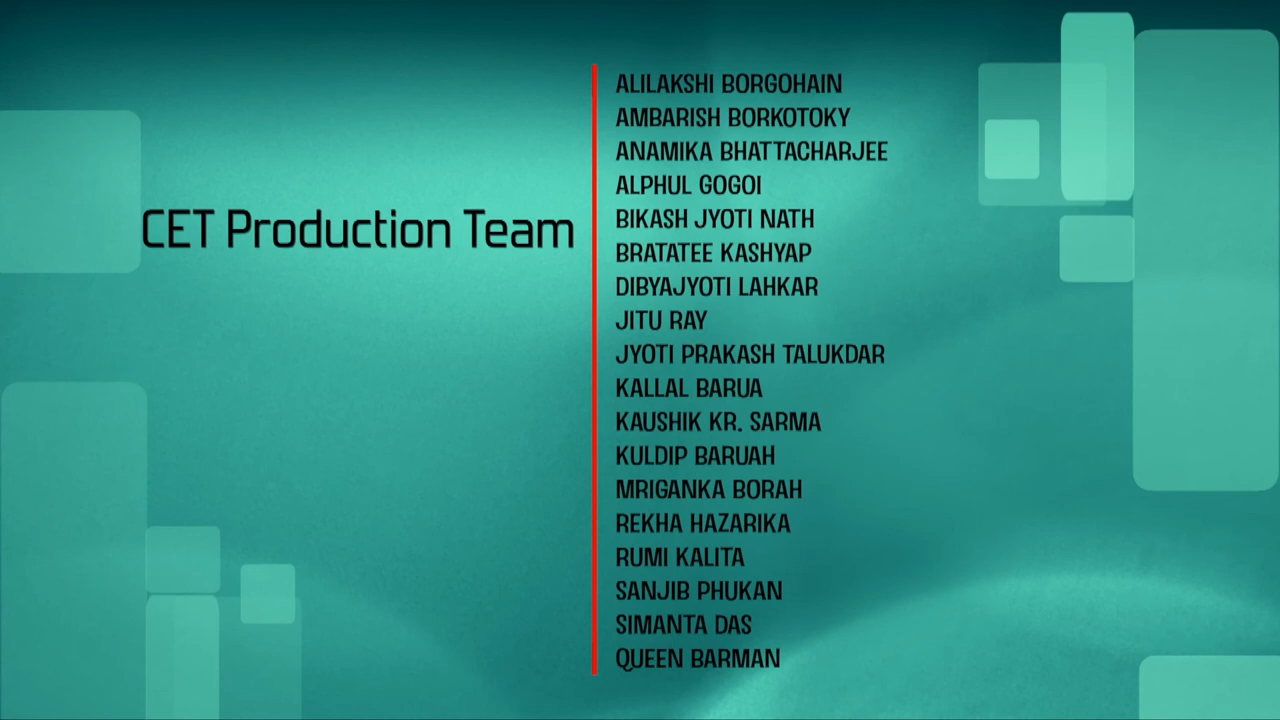 CET Production Team
ALILAKSHI BORGOHAIN
AMBARISH BORKOTOKY
ANAMIKA BHATTACHARJEE
ALPHUL GOGOI
BIKASH JYOTI NATH
BRATATEE KASHYAP
DIBYAJYOTI LAHKAR
JITU RAY
JYOTI PRAKASH TALUKDAR
KALLAL BARUA
KAUSHIK KR. SARMA
KULDIP BARUAH
MRIGANKA BORAH
REKHA HAZARIKA
RUMI KALITA
SANJIB PHUKAN
SIMANTA DAS
QUEEN BARMAN